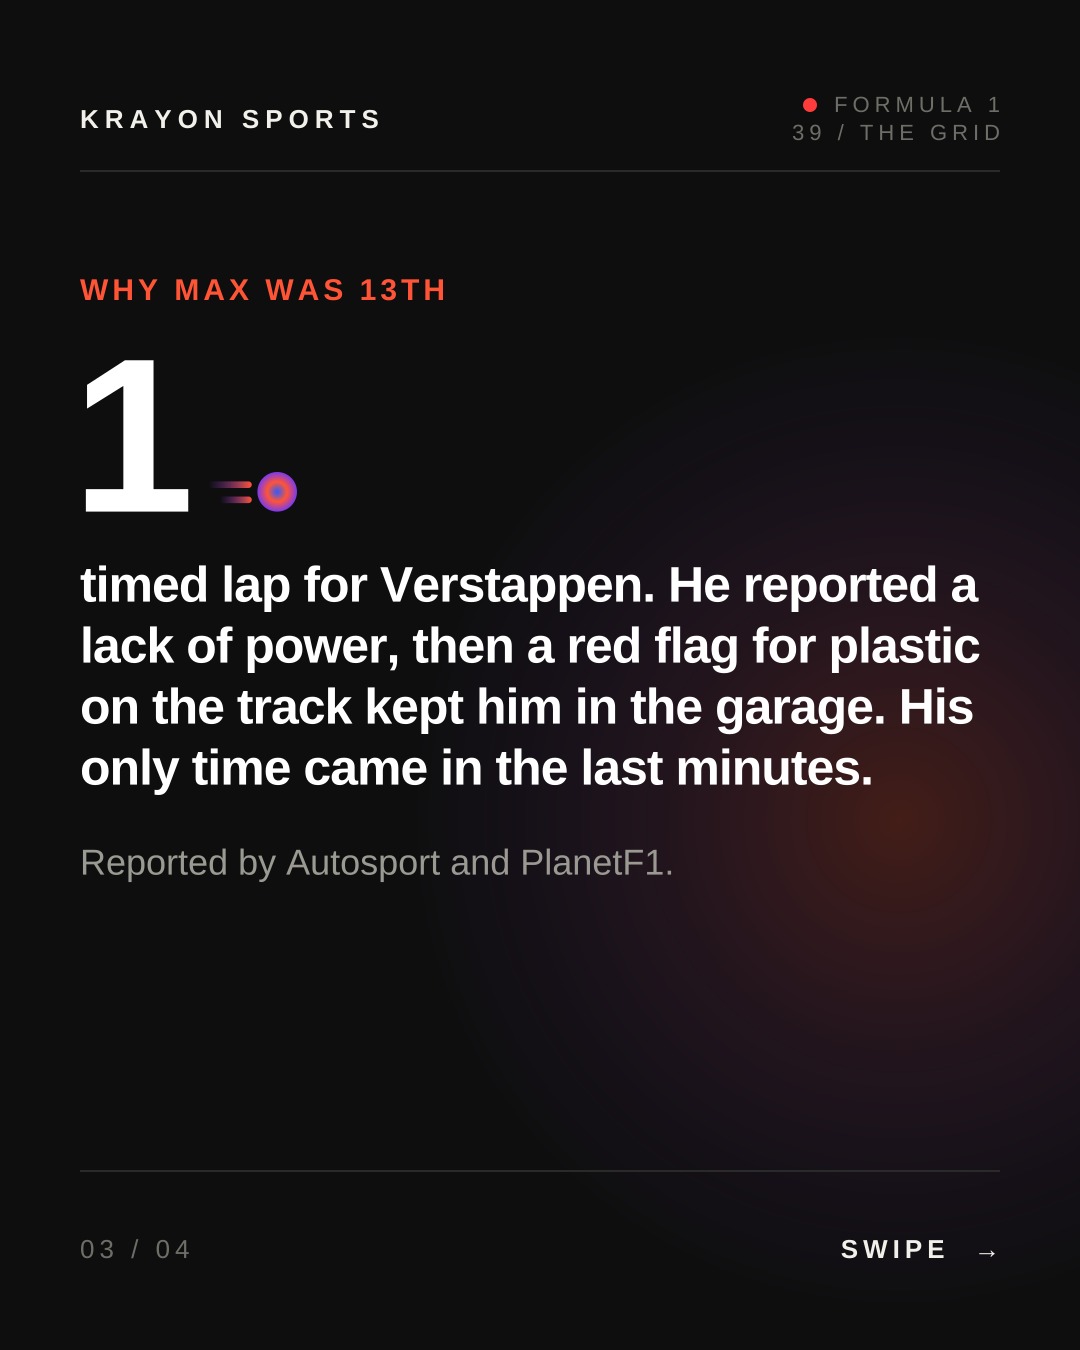 KRAYON SPORTS
FORMULA 1
39 / THE GRID
WHY MAX WAS 13TH
1
timed lap for Verstappen. He reported a
lack of power, then a red flag for plastic
on the track kept him in the garage. His
only time came in the last minutes.
Reported by Autosport and PlanetF1.
03 / 04
SWIPE →